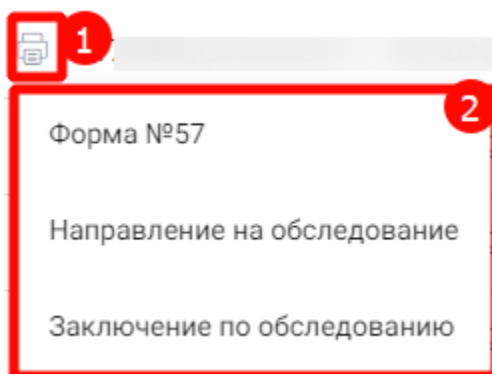 1
2
Форма №57
Направление на обследование
Заключение по обследованию